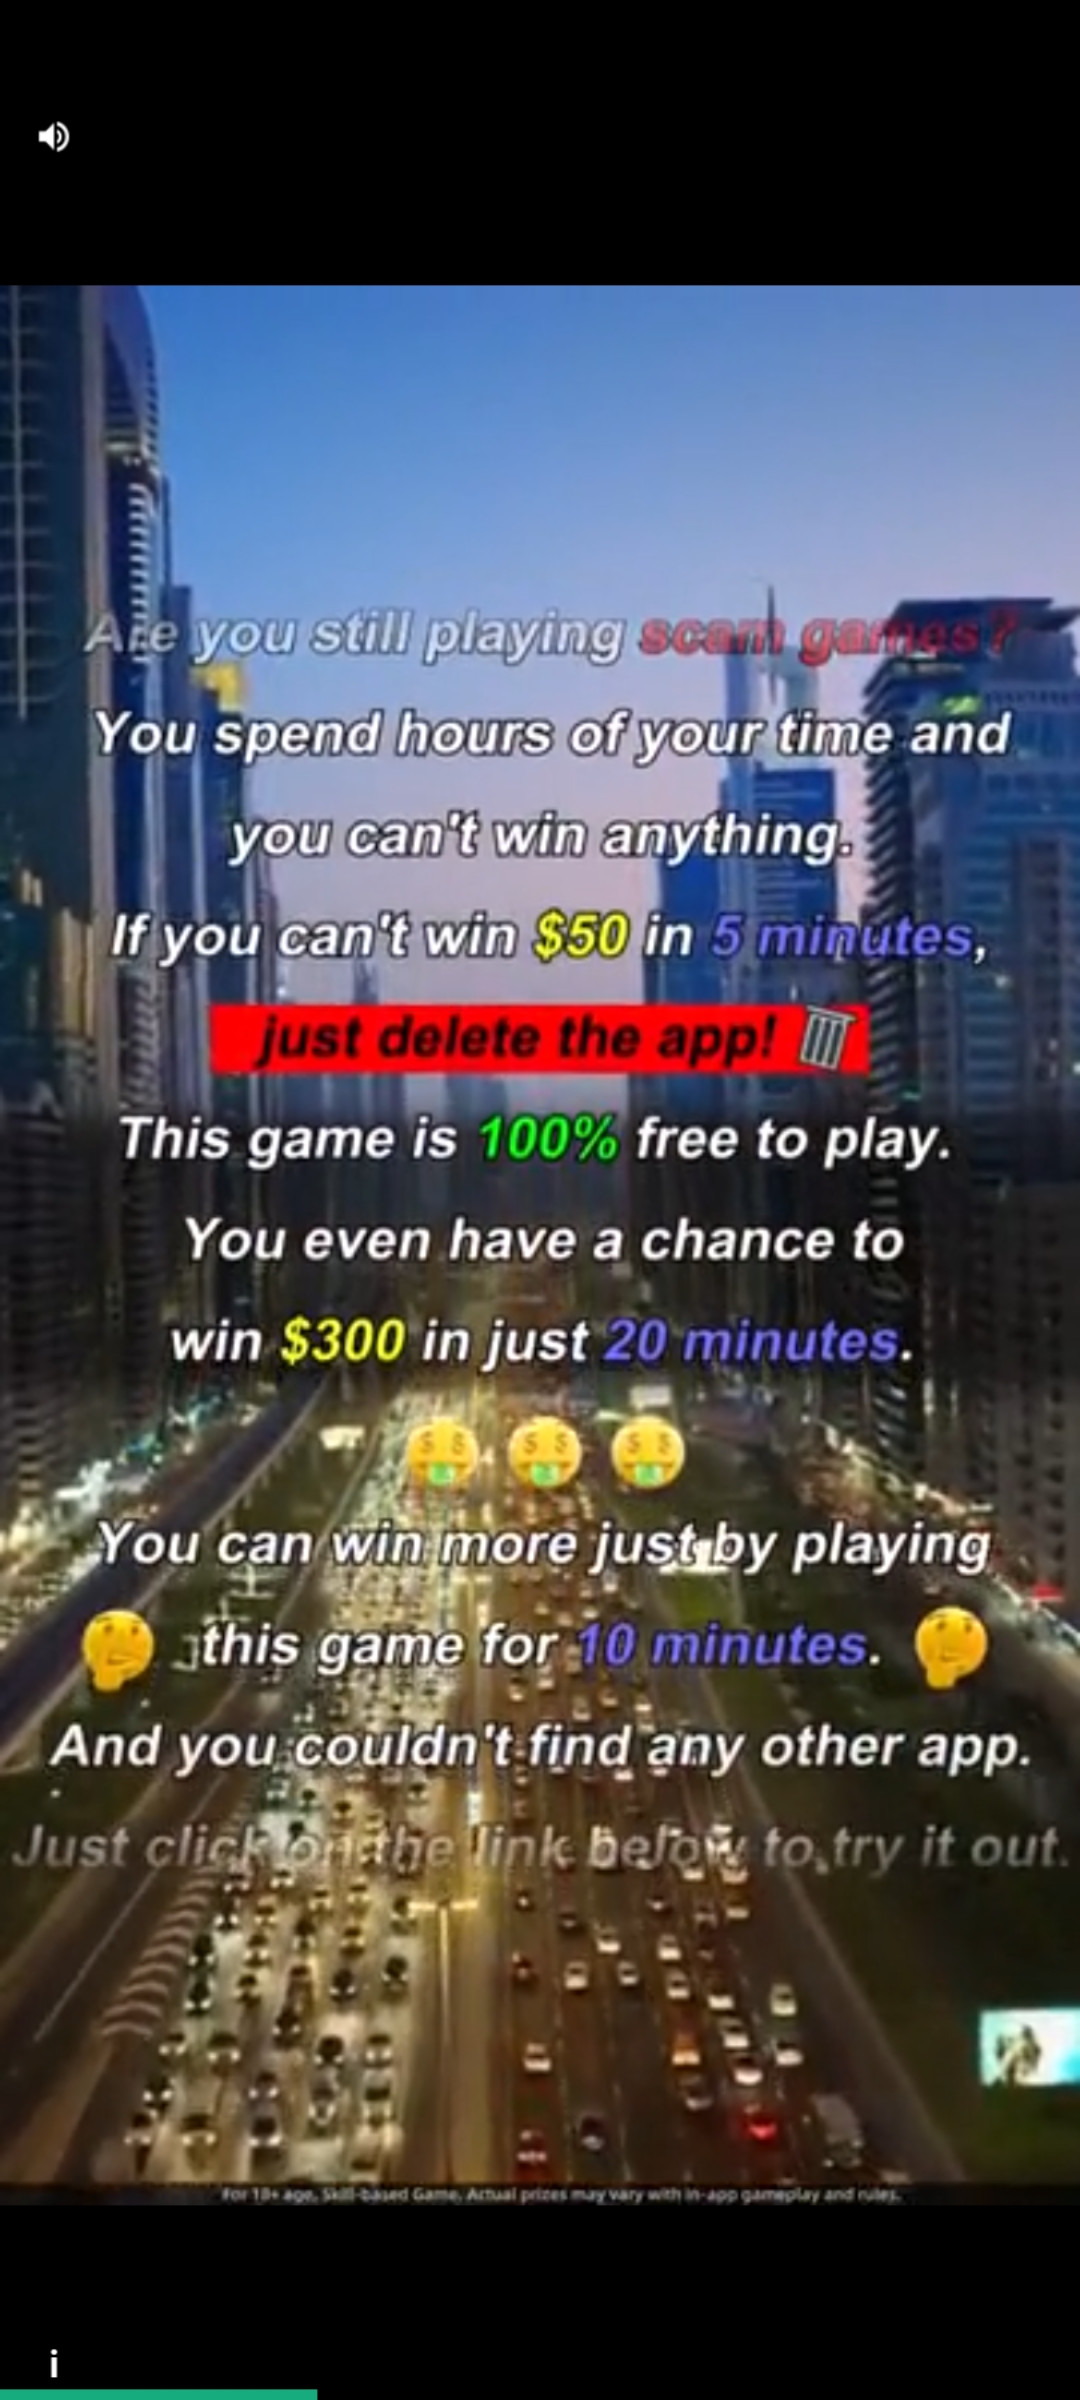 Are you still playing scam games?
You spend hours of your time and
you can't win anything.
If you can't win $50 in 5 minutes,
just delete the app! 🗑
This game is 100% free to play.
You even have a chance to
win $300 in just 20 minutes.
🤑 🤑 🤑
You can win more just by playing
🤔 this game for 10 minutes. 🤔
And you couldn't find any other app.
Just click on the link below to try it out.
For 18+ age, Skill-based Game, Actual prizes may vary with in-app gameplay and rules.
i